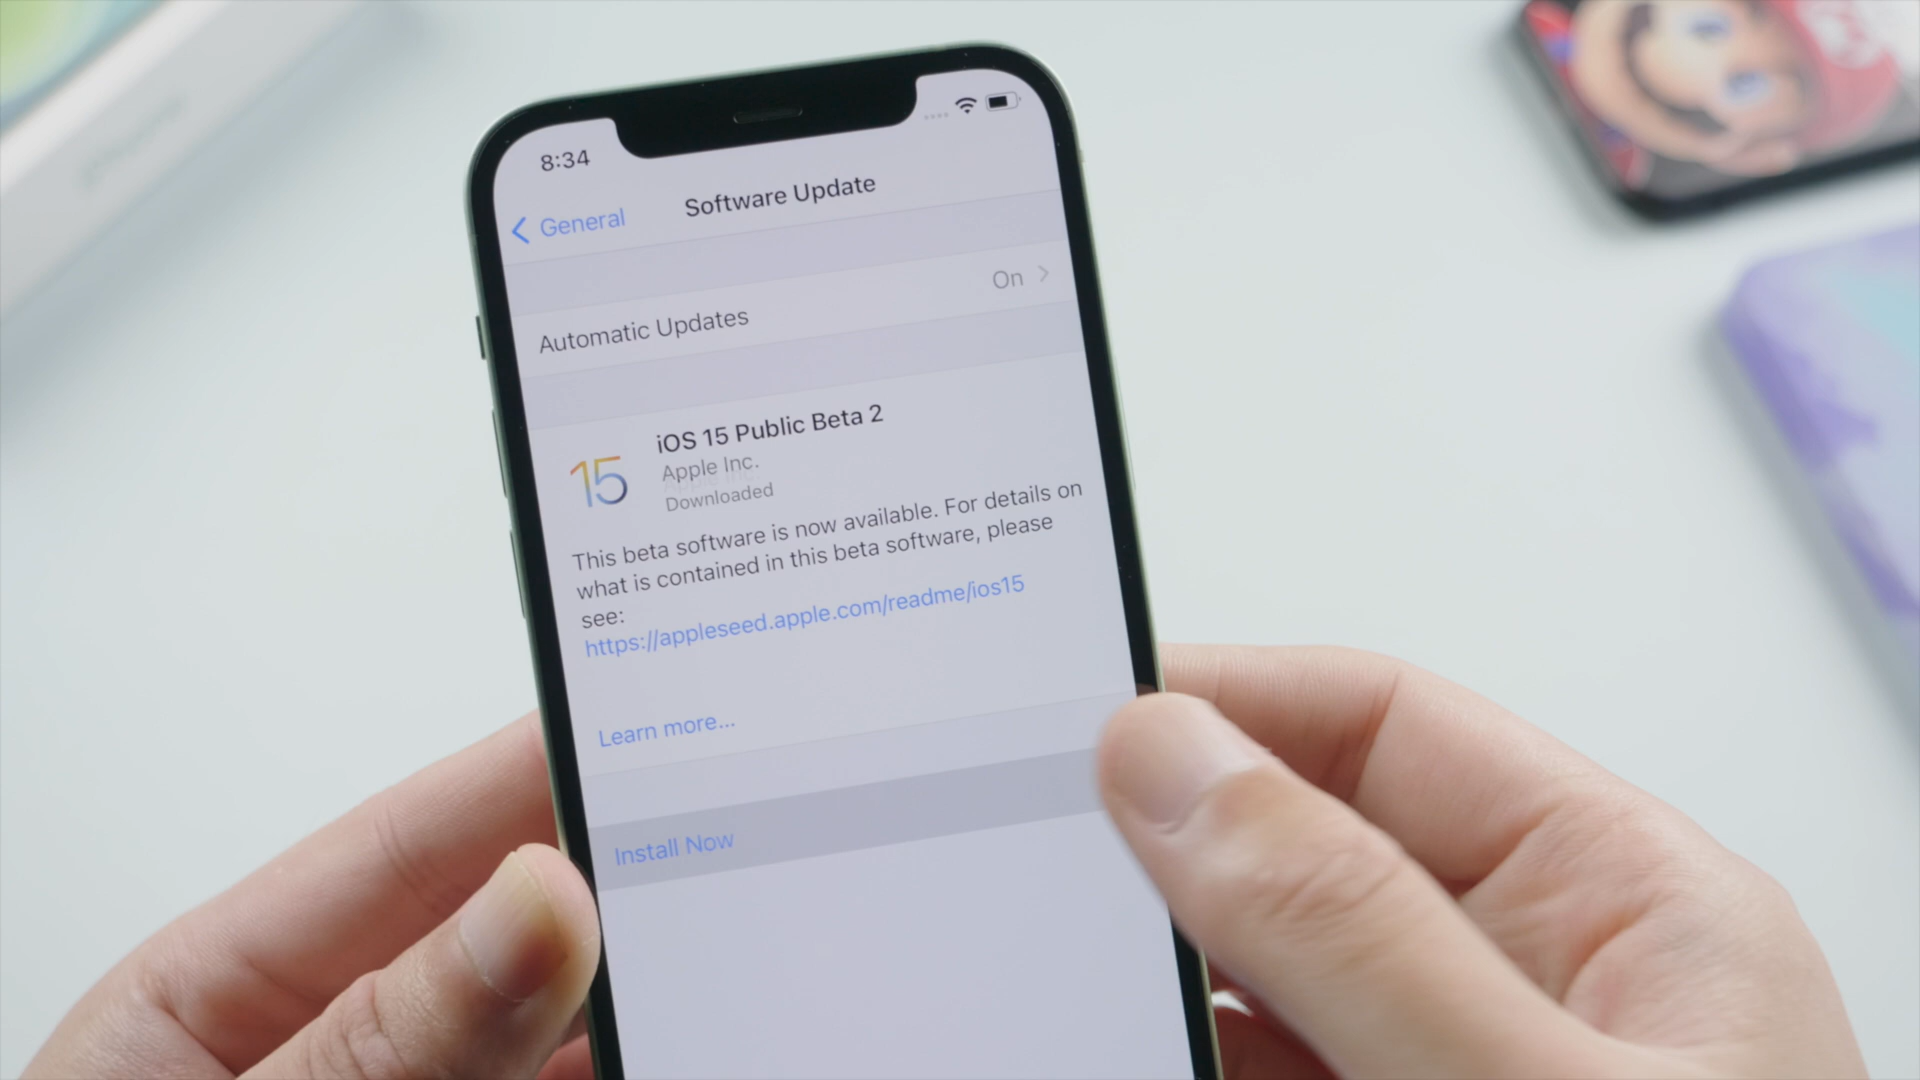 8:34
General
Software Update
Automatic Updates
On
15
iOS 15 Public Beta 2
Apple Inc.
Downloaded
This beta software is now available. For details on
what is contained in this beta software, please
see:
https://appleseed.apple.com/readme/ios15
Learn more...
Install Now